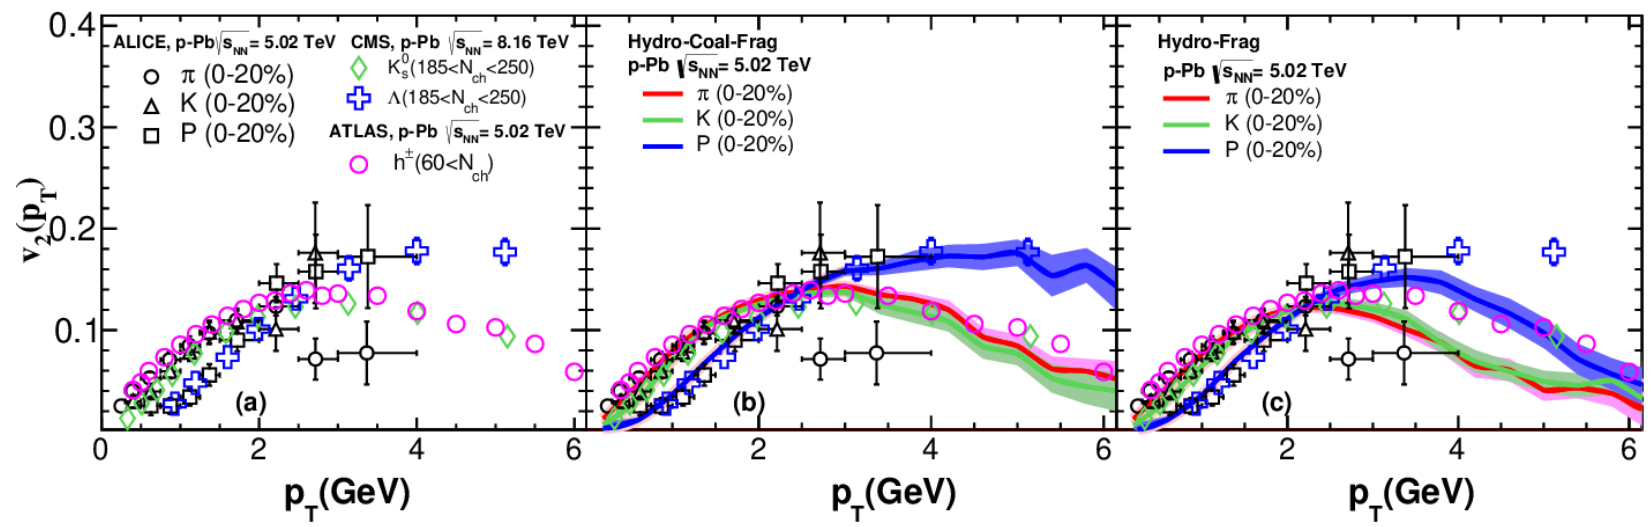 v2(pT)
0.4
0.3
0.2
0.1
ALICE, p-Pb√sNN= 5.02 TeV
π (0-20%)
K (0-20%)
P (0-20%)
CMS, p-Pb √sNN= 8.16 TeV
K0s(185<Nch<250)
Λ(185<Nch<250)
ATLAS, p-Pb √sNN= 5.02 TeV
h±(60<Nch)
(a)
0 2 4 6
pT(GeV)
Hydro-Coal-Frag
p-Pb √sNN= 5.02 TeV
π (0-20%)
K (0-20%)
P (0-20%)
(b)
2 4 6
pT(GeV)
Hydro-Frag
p-Pb √sNN= 5.02 TeV
π (0-20%)
K (0-20%)
P (0-20%)
(c)
2 4 6
pT(GeV)